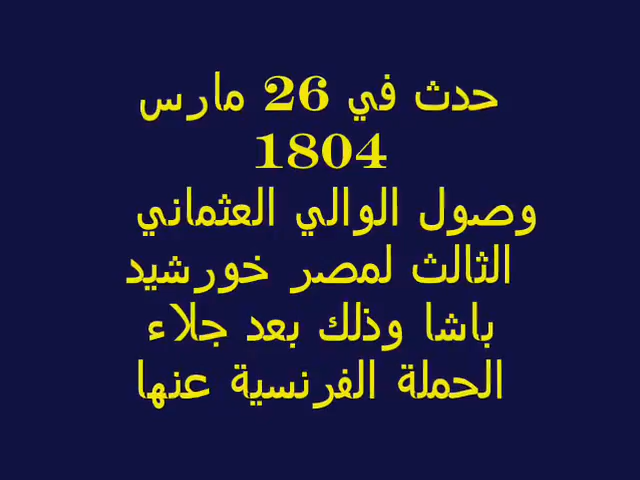 حدث في 26 مارس
1804
وصول الوالي العثماني
الثالث لمصر خورشيد
باشا وذلك بعد جلاء
الحملة الفرنسية عنها